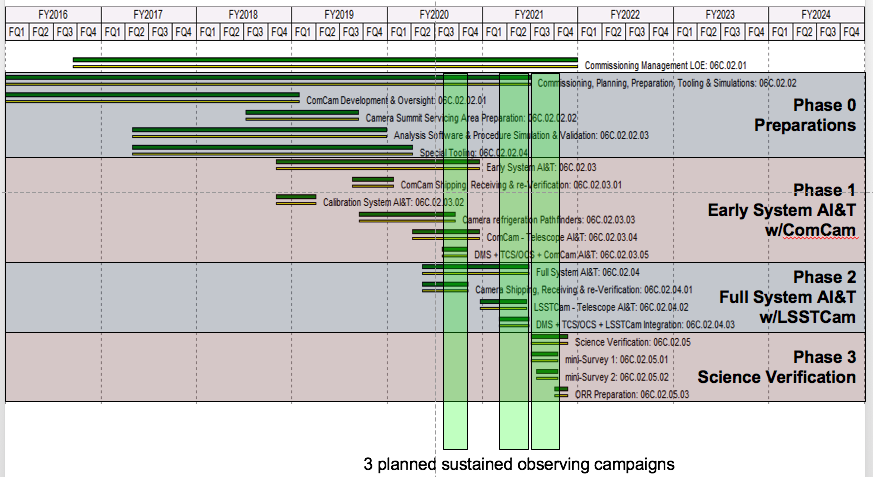 FY2016 FY2017 FY2018 FY2019 FY2020 FY2021 FY2022 FY2023 FY2024
FQ1 FQ2 FQ3 FQ4 FQ1 FQ2 FQ3 FQ4 FQ1 FQ2 FQ3 FQ4 FQ1 FQ2 FQ3 FQ4 FQ1 FQ2 FQ3 FQ4 FQ1 FQ2 FQ3 FQ4 FQ1 FQ2 FQ3 FQ4 FQ1 FQ2 FQ3 FQ4 FQ1 FQ2 FQ3 FQ4
Commissioning Management LOE: 06C.02.01
Commissioning, Planning, Preparation, Tooling & Simulations: 06C.02.02
ComCam Development & Oversight: 06C.02.02.01
Camera Summit Servicing Area Preparation: 06C.02.02.02
Analysis Software & Procedure Simulation & Validation: 06C.02.02.03
Special Tooling: 06C.02.02.04
Phase 0
Preparations
Early System AI&T: 06C.02.03
ComCam Shipping, Receiving & re-Verification: 06C.02.03.01
Calibration System AI&T: 06C.02.03.02
Camera refrigeration Pathfinders: 06C.02.03.03
ComCam - Telescope AI&T: 06C.02.03.04
DMS + TCS/OCS + ComCam AI&T: 06C.02.03.05
Phase 1
Early System AI&T
w/ComCam
Full System AI&T: 06C.02.04
Camera Shipping, Receiving & re-Verification: 06C.02.04.01
LSSTCam - Telescope AI&T: 06C.02.04.02
DMS + TCS/OCS + LSSTCam Integration: 06C.02.04.03
Phase 2
Full System AI&T
w/LSSTCam
Science Verification: 06C.02.05
mini-Survey 1: 06C.02.05.01
mini-Survey 2: 06C.02.05.02
ORR Preparation: 06C.02.05.03
Phase 3
Science Verification
3 planned sustained observing campaigns